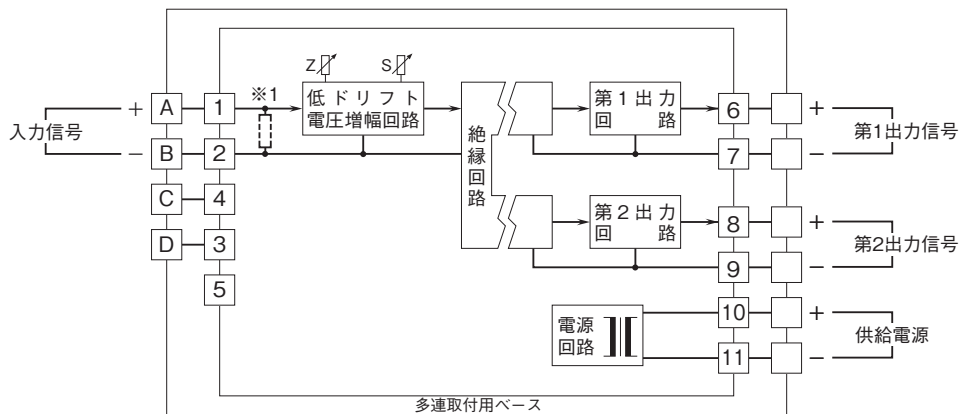 Z
S
※1
低ドリフト
電圧増幅回路
入力信号
+
A
1
−
B
2
C
4
D
3
5
絶縁回路
第1出力
回路
6
+
7
−
第1出力信号
第2出力
回路
8
+
9
−
第2出力信号
電源
回路
10
+
11
−
供給電源
多連取付用ベース